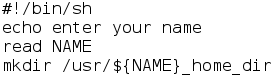 #!/bin/sh
echo enter your name
read NAME
mkdir /usr/${NAME}_home_dir